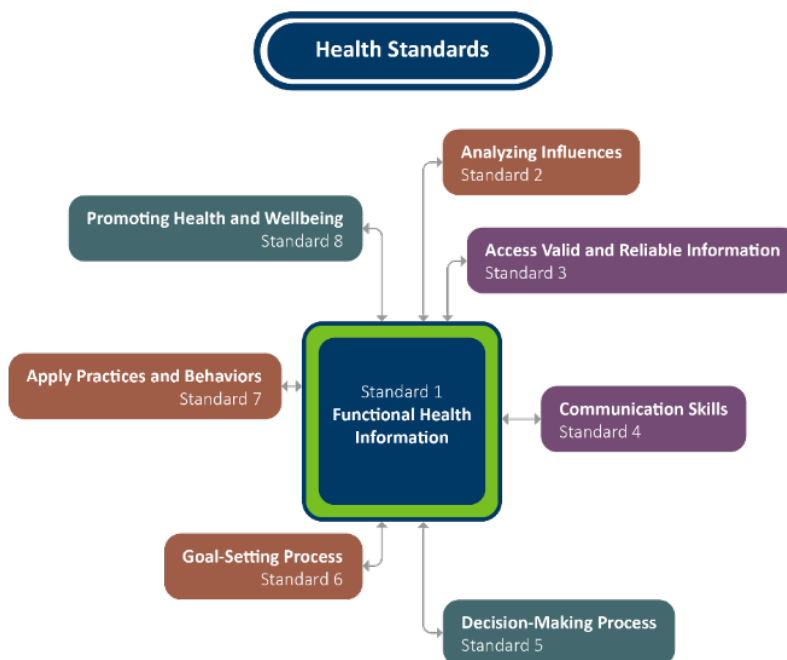 Health Standards
Analyzing Influences
Standard 2
Promoting Health and Wellbeing
Standard 8
Access Valid and Reliable Information
Standard 3
Standard 1
Functional Health
Information
Apply Practices and Behaviors
Standard 7
Communication Skills
Standard 4
Goal-Setting Process
Standard 6
Decision-Making Process
Standard 5